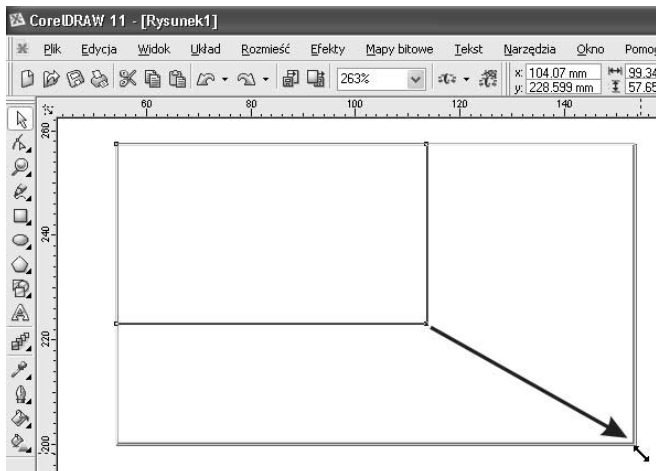 CorelDRAW 11 - [Rysunek1]
Plik Edycja Widok Układ Rozmieść Efekty Mapy bitowe Tekst Narzędzia Okno
263% x: 104.07 mm
y: 228.599 mm
60 80 100 120 140
260
240
220
200